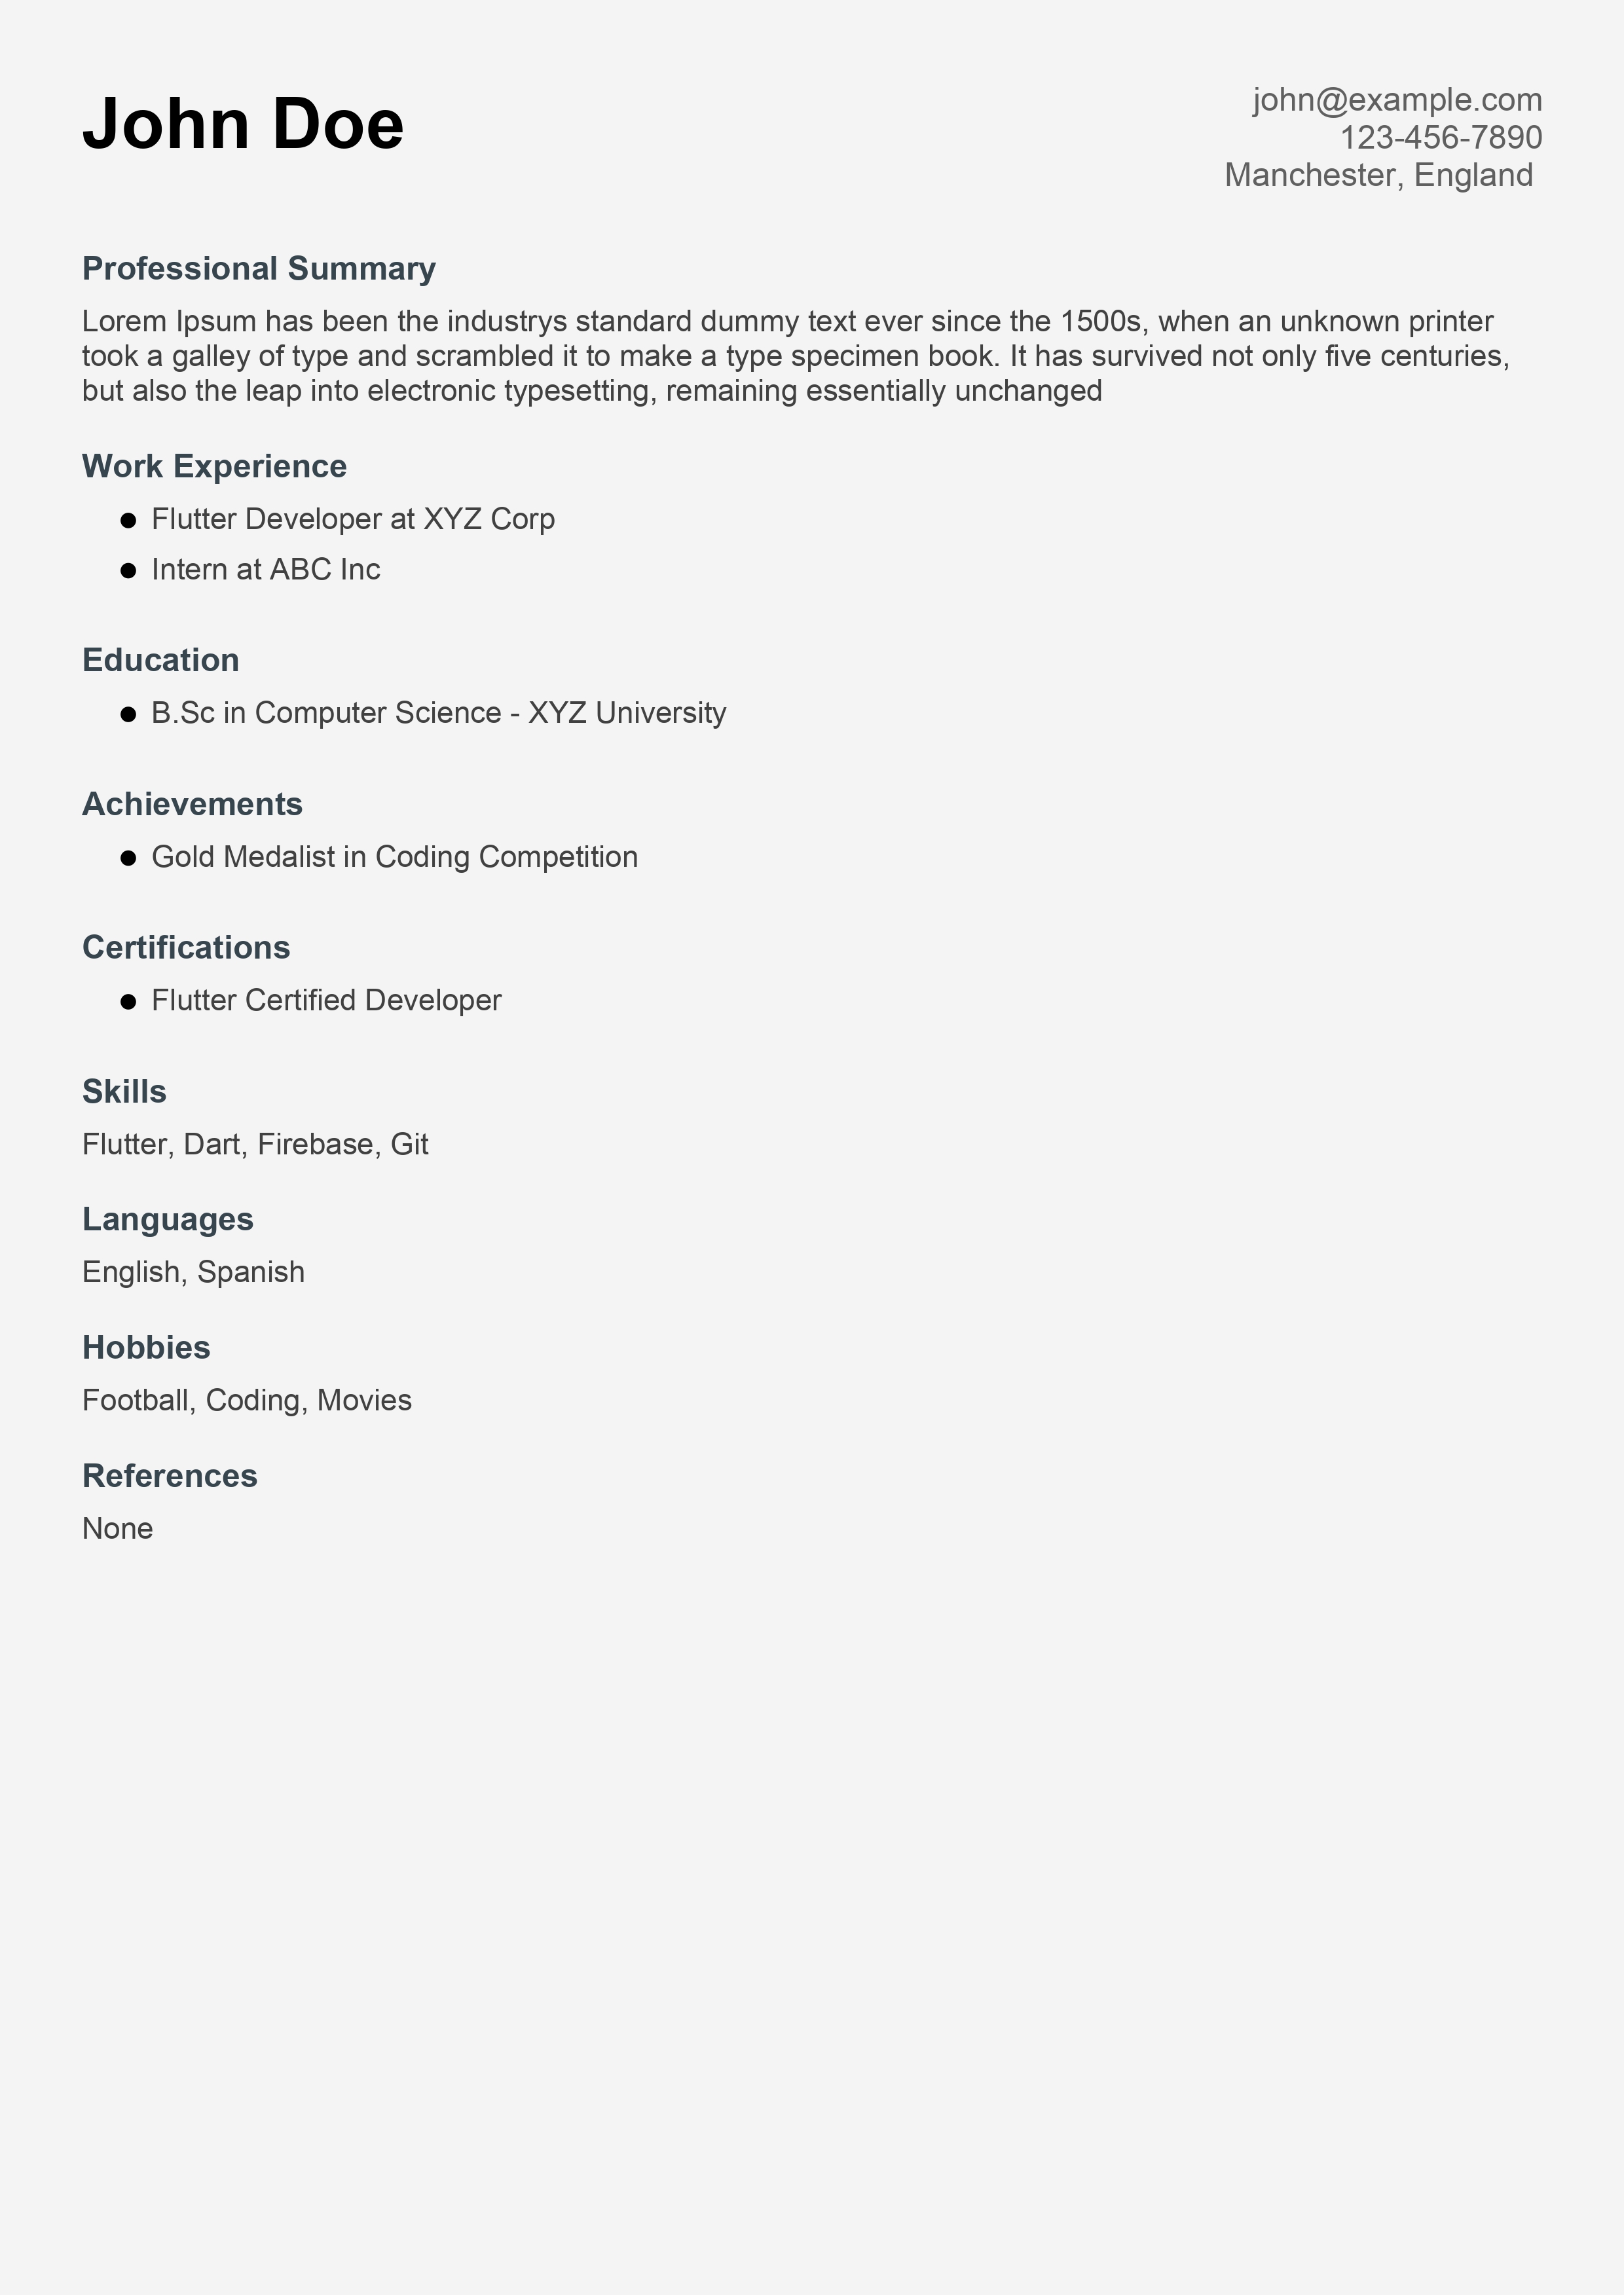 John Doe
john@example.com
123-456-7890
Manchester, England
Professional Summary
Lorem Ipsum has been the industrys standard dummy text ever since the 1500s, when an unknown printer
took a galley of type and scrambled it to make a type specimen book. It has survived not only five centuries,
but also the leap into electronic typesetting, remaining essentially unchanged
Work Experience
● Flutter Developer at XYZ Corp
● Intern at ABC Inc
Education
● B.Sc in Computer Science - XYZ University
Achievements
● Gold Medalist in Coding Competition
Certifications
● Flutter Certified Developer
Skills
Flutter, Dart, Firebase, Git
Languages
English, Spanish
Hobbies
Football, Coding, Movies
References
None